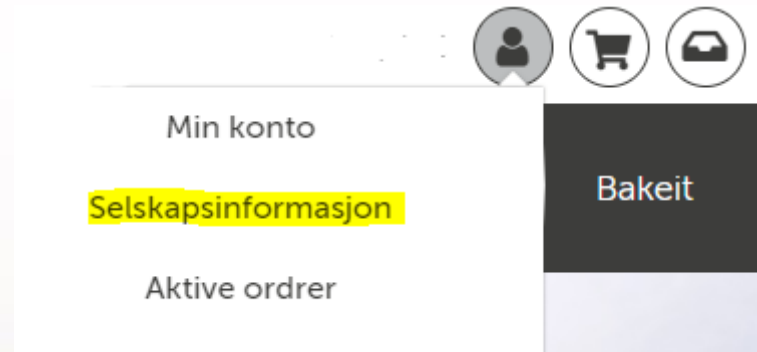 Min konto
Selskapsinformasjon
Bakeit
Aktive ordrer